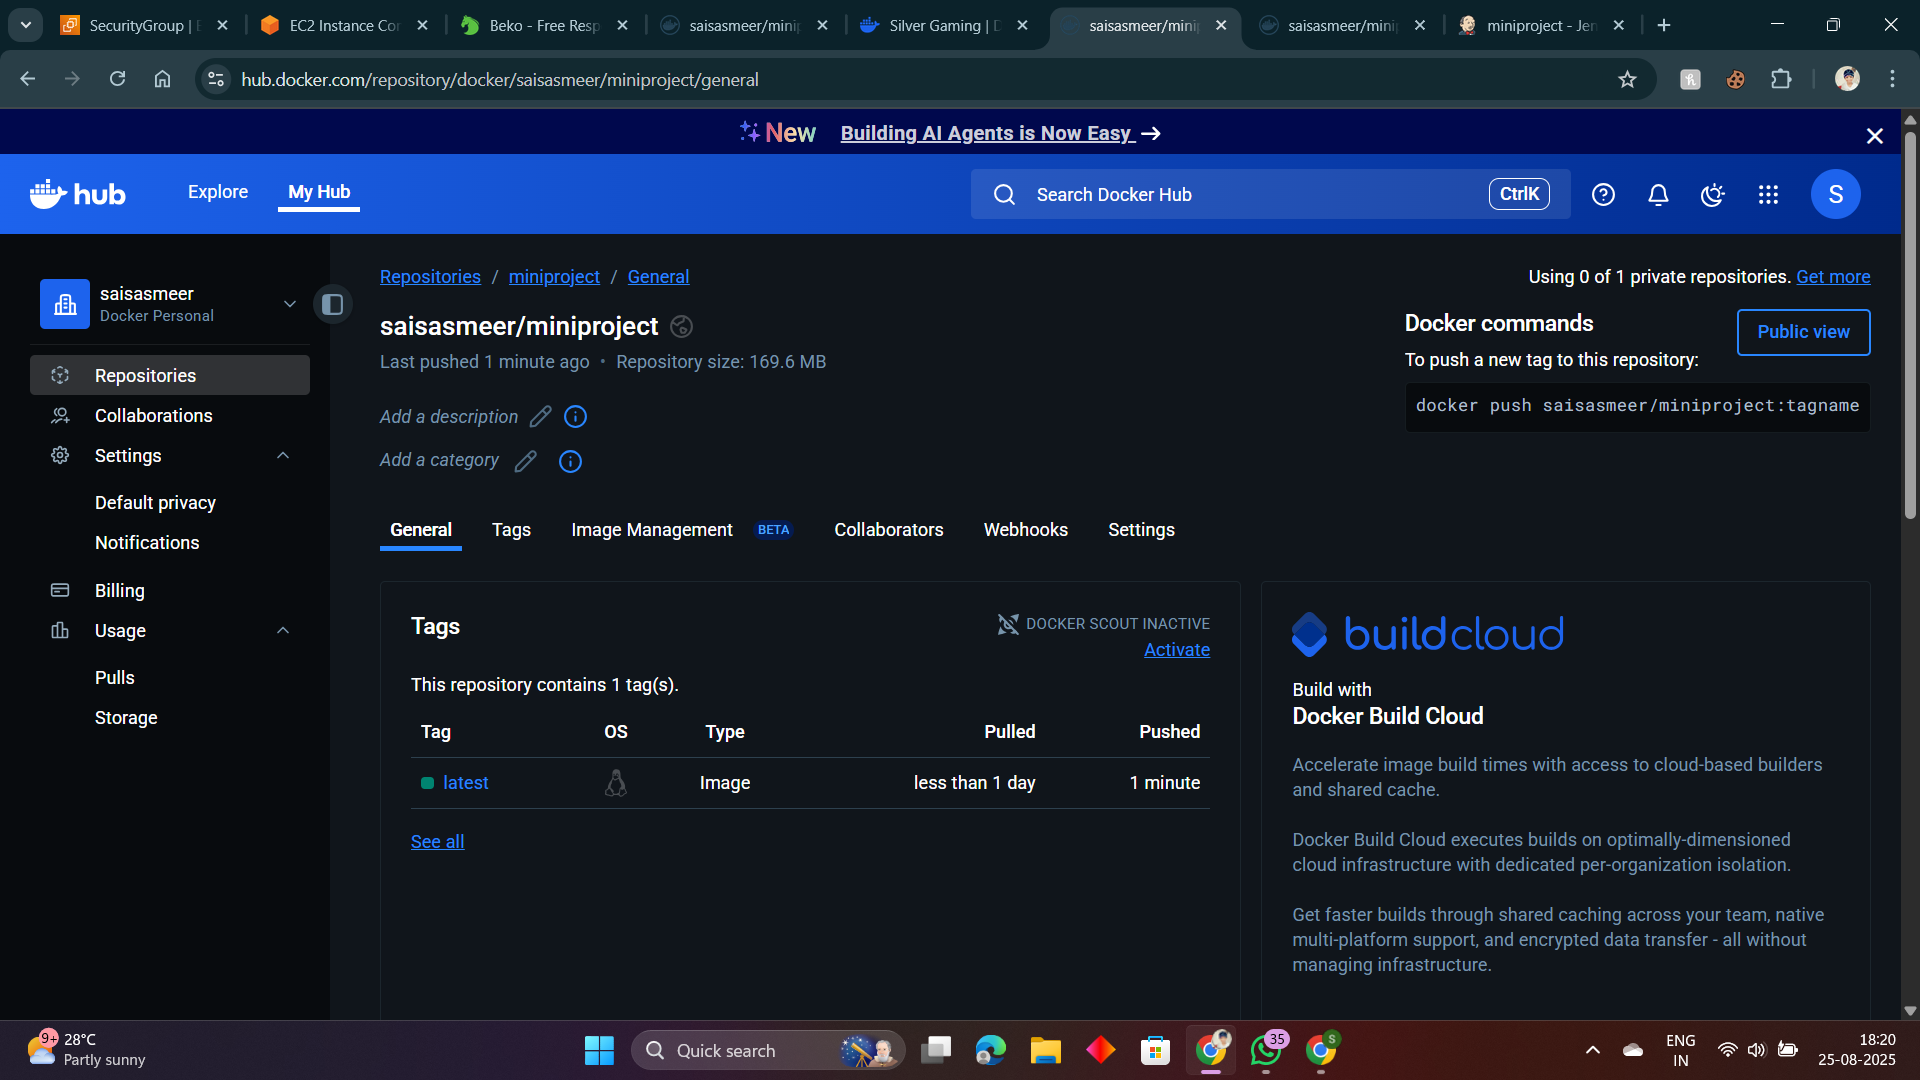 SecurityGroup | E
EC2 Instance Con
Beko - Free Resp
saisasmeer/minip
Silver Gaming | D
saisasmeer/minip
saisasmeer/minip
miniproject - Jen
hub.docker.com/repository/docker/saisasmeer/miniproject/general
New Building AI Agents is Now Easy →
hub
Explore
My Hub
Search Docker Hub
CtrlK
S
saisasmeer
Docker Personal
Repositories
Collaborations
Settings
Default privacy
Notifications
Billing
Usage
Pulls
Storage
Repositories / miniproject / General
Using 0 of 1 private repositories. Get more
saisasmeer/miniproject
Last pushed 1 minute ago • Repository size: 169.6 MB
Add a description
Add a category
Docker commands
Public view
To push a new tag to this repository:
docker push saisasmeer/miniproject:tagname
General
Tags
Image Management BETA
Collaborators
Webhooks
Settings
Tags
DOCKER SCOUT INACTIVE
Activate
This repository contains 1 tag(s).
Tag OS Type Pulled Pushed
latest Image less than 1 day 1 minute
See all
buildcloud
Build with
Docker Build Cloud
Accelerate image build times with access to cloud-based builders
and shared cache.
Docker Build Cloud executes builds on optimally-dimensioned
cloud infrastructure with dedicated per-organization isolation.
Get faster builds through shared caching across your team, native
multi-platform support, and encrypted data transfer - all without
managing infrastructure.
9+
28°C
Partly sunny
Quick search
35
S
ENG
IN
18:20
25-08-2025